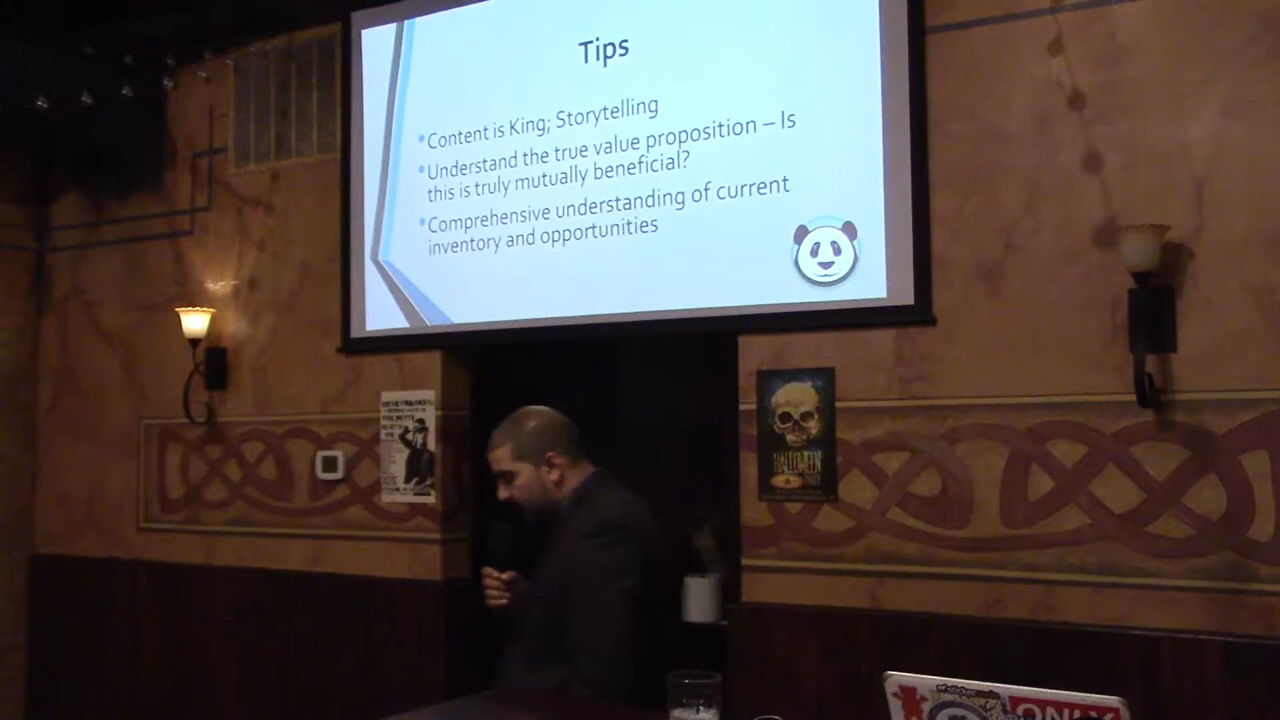 Tips
Content is King; Storytelling
Understand the true value proposition – Is
this is truly mutually beneficial?
Comprehensive understanding of current
inventory and opportunities
HALLOWEEN
ONLY